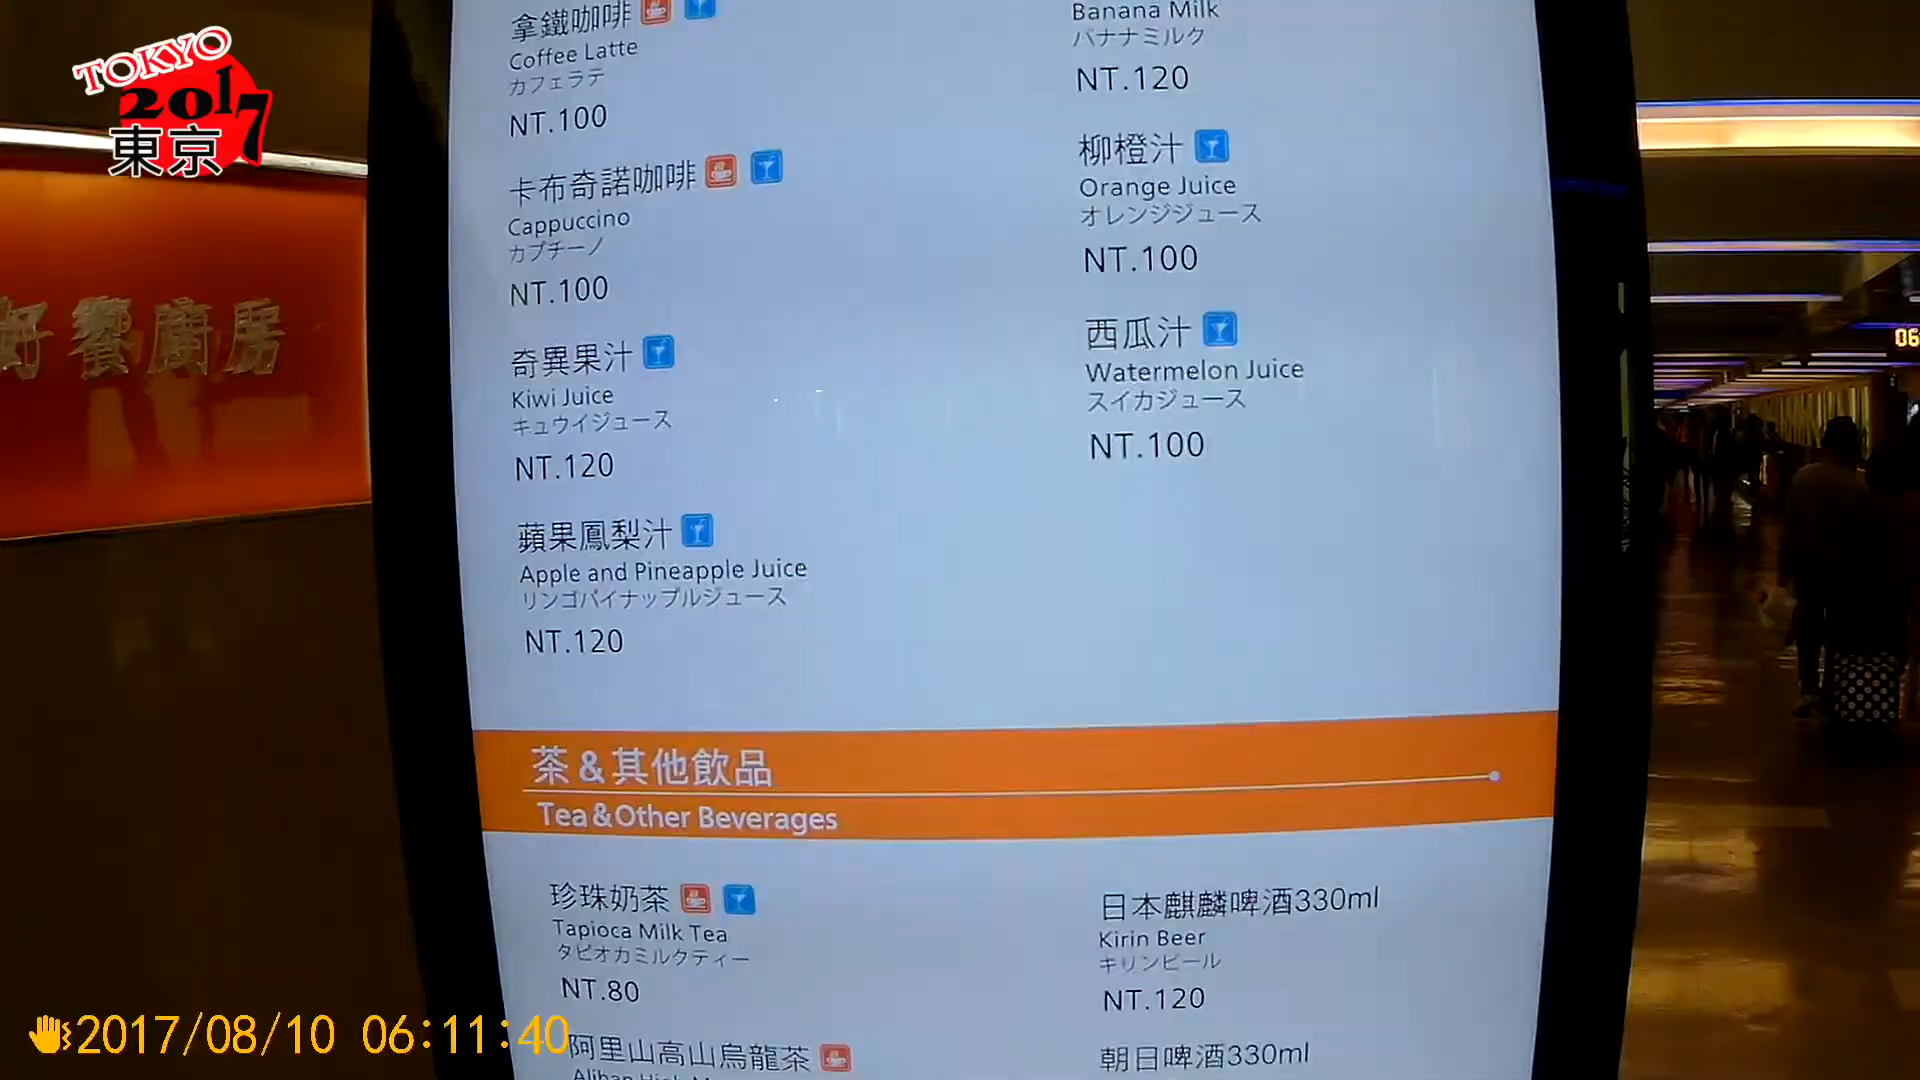 TOKYO
2017
東京
好饗廚房
拿鐵咖啡
Coffee Latte
カフェラテ
NT.100
卡布奇諾咖啡
Cappuccino
カプチーノ
NT.100
奇異果汁
Kiwi Juice
キュウイジュース
NT.120
蘋果鳳梨汁
Apple and Pineapple Juice
リンゴパイナップルジュース
NT.120
Banana Milk
バナナミルク
NT.120
柳橙汁
Orange Juice
オレンジジュース
NT.100
西瓜汁
Watermelon Juice
スイカジュース
NT.100
06
茶&其他飲品
Tea&Other Beverages
珍珠奶茶
Tapioca Milk Tea
タピオカミルクティー
NT.80
阿里山高山烏龍茶
日本麒麟啤酒330ml
Kirin Beer
キリンビール
NT.120
朝日啤酒330ml
2017/08/10 06:11:40